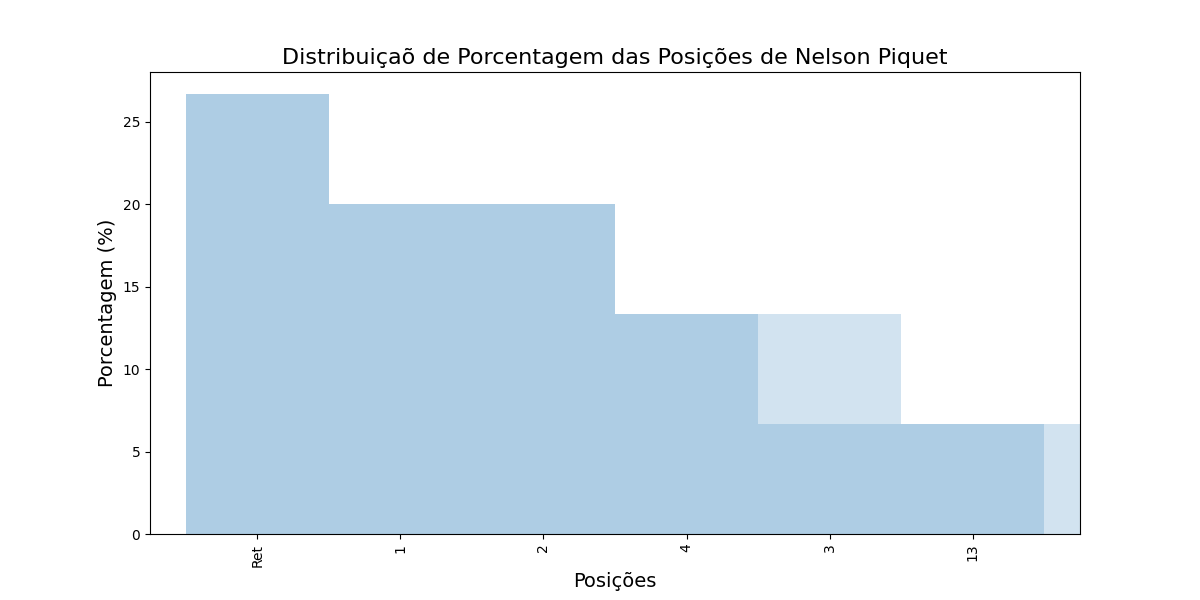 Distribuiçaõ de Porcentagem das Posições de Nelson Piquet
25
20
15
10
5
0
Porcentagem (%)
Ret
1
2
4
3
13
Posições